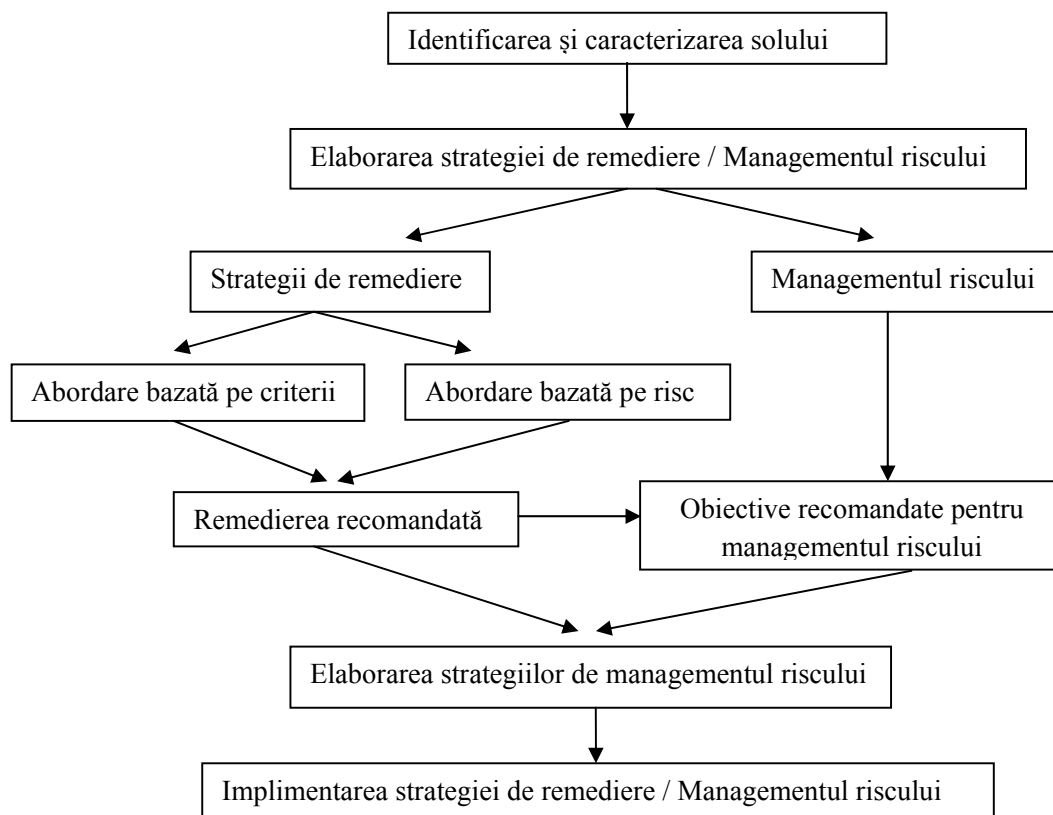 Identificarea și caracterizarea solului
Elaborarea strategiei de remediere / Managementul riscului
Strategii de remediere
Managementul riscului
Abordare bazată pe criterii
Abordare bazată pe risc
Remedierea recomandată
Obiective recomandate pentru
managementul riscului
Elaborarea strategiilor de managementul riscului
Implimentarea strategiei de remediere / Managementul riscului